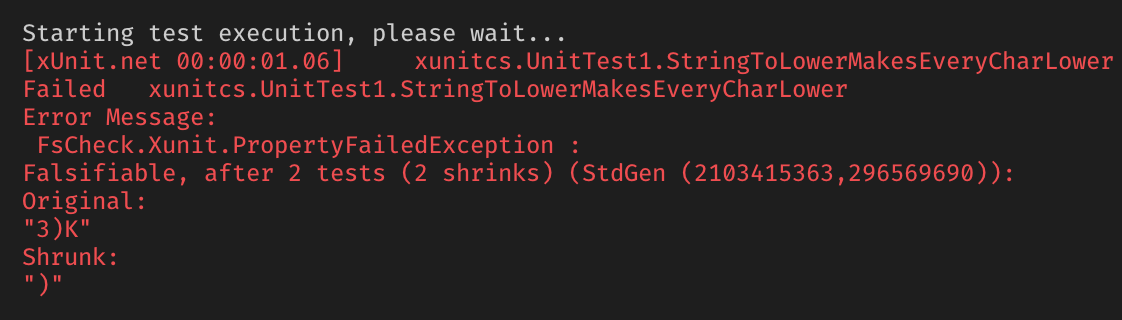 Starting test execution, please wait...
[xUnit.net 00:00:01.06]     xunitcs.UnitTest1.StringToLowerMakesEveryCharLower
Failed   xunitcs.UnitTest1.StringToLowerMakesEveryCharLower
Error Message:
 FsCheck.Xunit.PropertyFailedException :
Falsifiable, after 2 tests (2 shrinks) (StdGen (2103415363,296569690)):
Original:
"3)K"
Shrunk:
")"